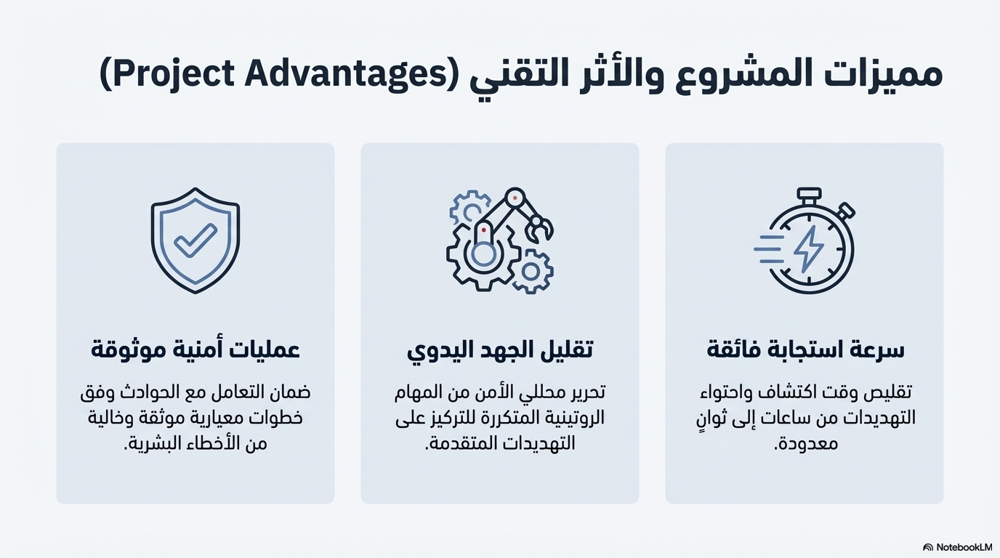 مميزات المشروع والأثر التقني (Project Advantages)
سرعة استجابة فائقة
تقليص وقت اكتشاف واحتواء
التهديدات من ساعات إلى ثوانٍ
معدودة.
تقليل الجهد اليدوي
تحرير محللي الأمن من المهام
الروتينية المتكررة للتركيز على
التهديدات المتقدمة.
عمليات أمنية موثوقة
ضمان التعامل مع الحوادث وفق
خطوات معيارية موثقة وخالية
من الأخطاء البشرية.
NotebookLM